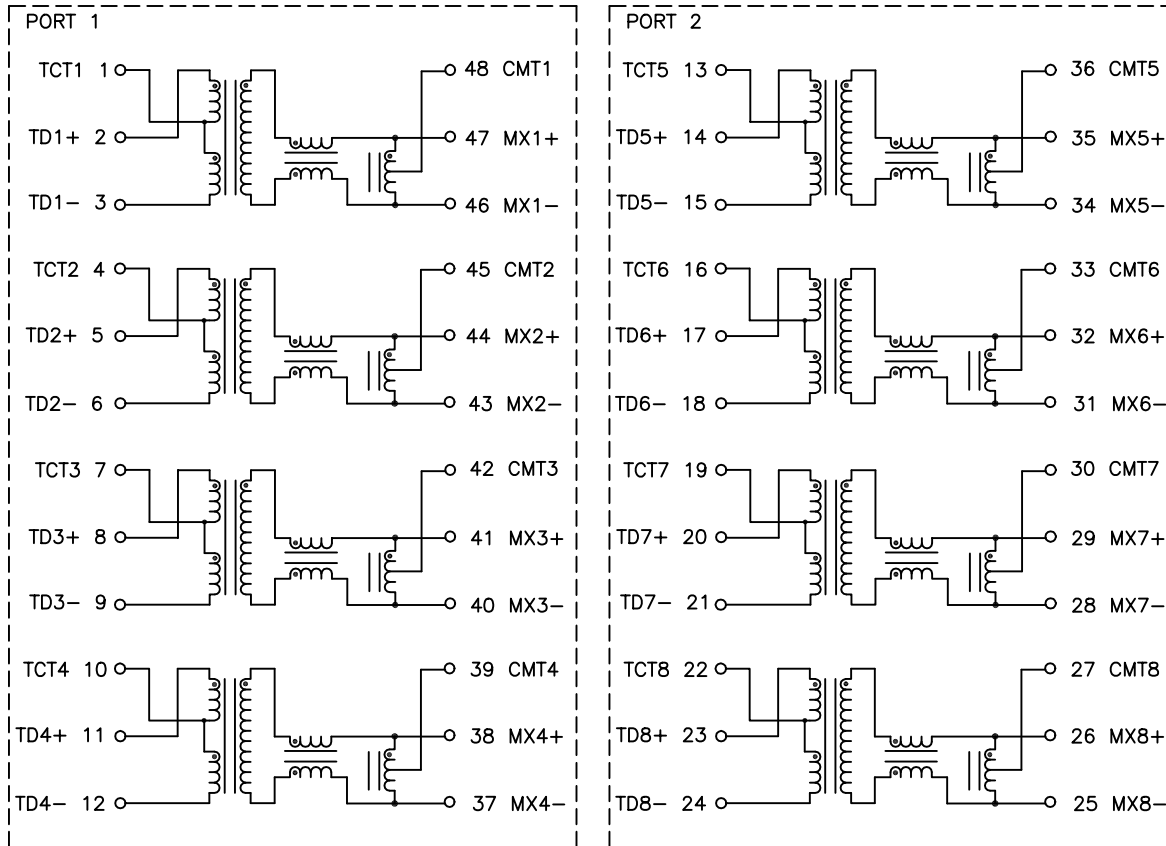 PORT 1
TCT1 1
48 CMT1
TD1+ 2
47 MX1+
TD1- 3
46 MX1-
TCT2 4
45 CMT2
TD2+ 5
44 MX2+
TD2- 6
43 MX2-
TCT3 7
42 CMT3
TD3+ 8
41 MX3+
TD3- 9
40 MX3-
TCT4 10
39 CMT4
TD4+ 11
38 MX4+
TD4- 12
37 MX4-
PORT 2
TCT5 13
36 CMT5
TD5+ 14
35 MX5+
TD5- 15
34 MX5-
TCT6 16
33 CMT6
TD6+ 17
32 MX6+
TD6- 18
31 MX6-
TCT7 19
30 CMT7
TD7+ 20
29 MX7+
TD7- 21
28 MX7-
TCT8 22
27 CMT8
TD8+ 23
26 MX8+
TD8- 24
25 MX8-